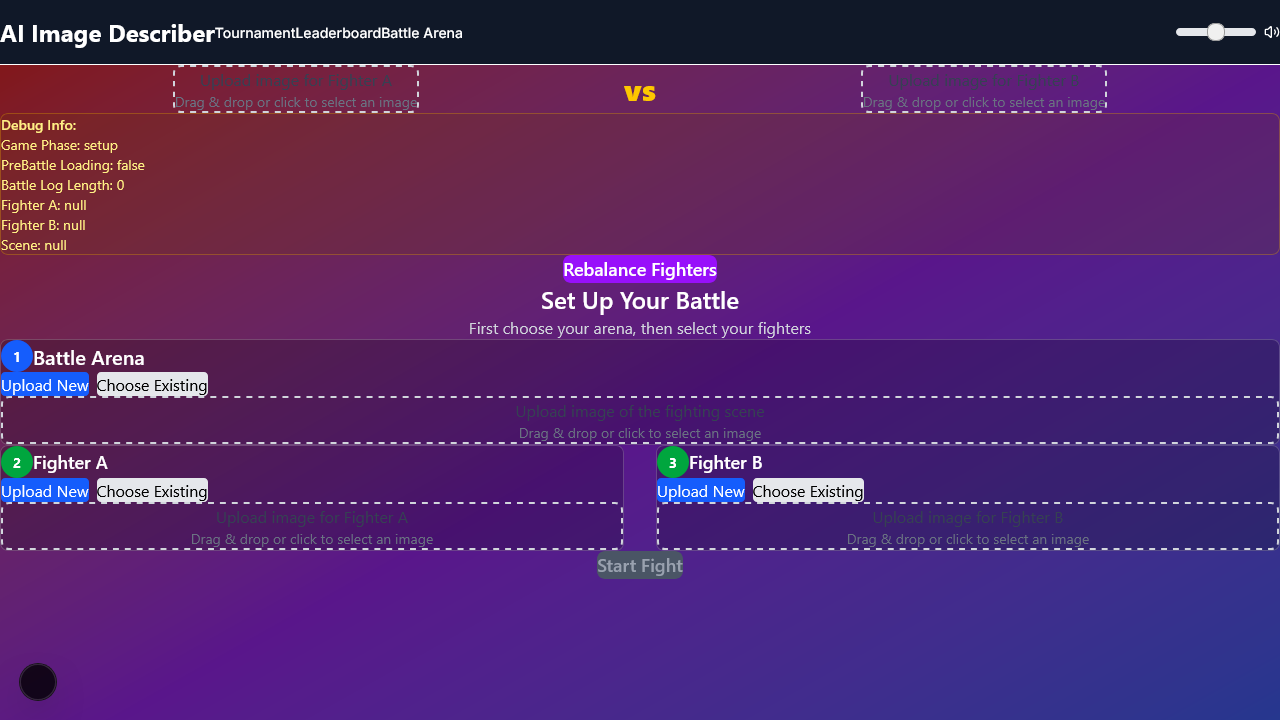 AI Image Describer Tournament Leaderboard Battle Arena
Upload image for Fighter A
Drag & drop or click to select an image
VS
Upload image for Fighter B
Drag & drop or click to select an image
Debug Info:
Game Phase: setup
PreBattle Loading: false
Battle Log Length: 0
Fighter A: null
Fighter B: null
Scene: null
Rebalance Fighters
Set Up Your Battle
First choose your arena, then select your fighters
1 Battle Arena
Upload New Choose Existing
Upload image of the fighting scene
Drag & drop or click to select an image
2 Fighter A
Upload New Choose Existing
Upload image for Fighter A
Drag & drop or click to select an image
3 Fighter B
Upload New Choose Existing
Upload image for Fighter B
Drag & drop or click to select an image
Start Fight